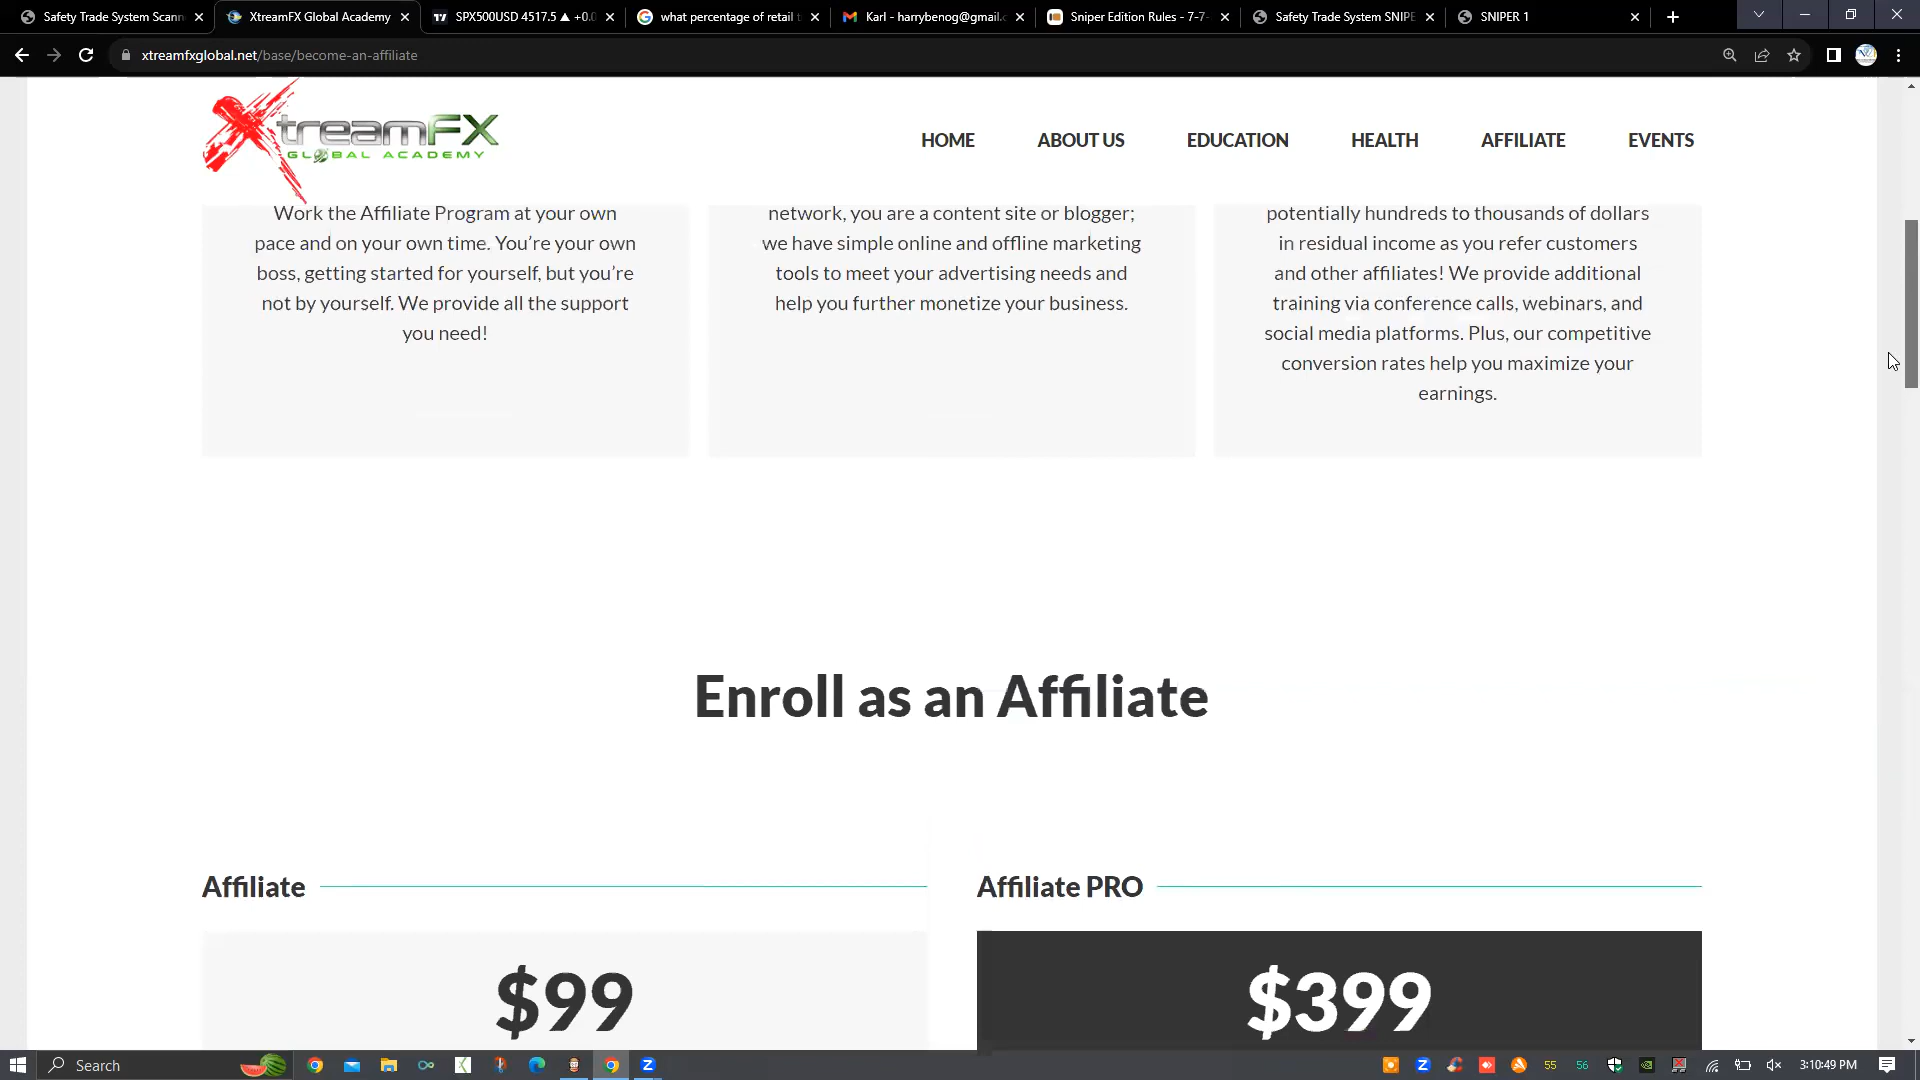 Safety Trade System Scann
XtreamFX Global Academy
SPX500USD 4517.5 ▲ +0.0
what percentage of retail t
Karl - harrybenog@gmail.c
Sniper Edition Rules - 7-7-
Safety Trade System SNIPE
SNIPER 1
xtreamfxglobal.net/base/become-an-affiliate
XtreamFX
GLOBAL ACADEMY
HOME
ABOUT US
EDUCATION
HEALTH
AFFILIATE
EVENTS
Work the Affiliate Program at your own
pace and on your own time. You're your own
boss, getting started for yourself, but you're
not by yourself. We provide all the support
you need!
network, you are a content site or blogger;
we have simple online and offline marketing
tools to meet your advertising needs and
help you further monetize your business.
potentially hundreds to thousands of dollars
in residual income as you refer customers
and other affiliates! We provide additional
training via conference calls, webinars, and
social media platforms. Plus, our competitive
conversion rates help you maximize your
earnings.
Enroll as an Affiliate
Affiliate
$99
Affiliate PRO
$399
Search
55
56
3:10:49 PM